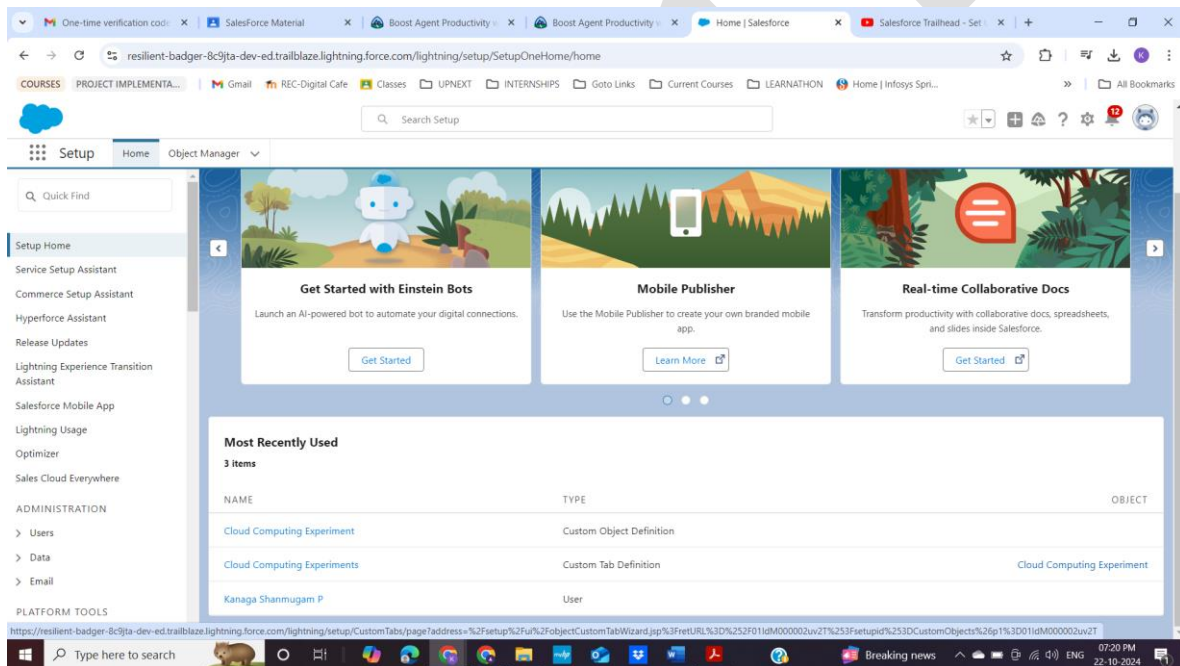 One-time verification code
SalesForce Material
Boost Agent Productivity
Boost Agent Productivity
Home | Salesforce
Salesforce Trailhead - Set
resilient-badger-8c9jta-dev-ed.trailblaze.lightning.force.com/lightning/setup/SetupOneHome/home
K
COURSES PROJECT IMPLEMENTA... Gmail REC-Digital Cafe Classes UPNEXT INTERNSHIPS Goto Links Current Courses LEARNATHON Home | Infosys Spri... » All Bookmarks
Search Setup
12
Setup Home Object Manager
Quick Find
Setup Home
Service Setup Assistant
Commerce Setup Assistant
Hyperforce Assistant
Release Updates
Lightning Experience Transition
Assistant
Salesforce Mobile App
Lightning Usage
Optimizer
Sales Cloud Everywhere
ADMINISTRATION
> Users
> Data
> Email
PLATFORM TOOLS
Get Started with Einstein Bots
Launch an AI-powered bot to automate your digital connections.
Get Started
Mobile Publisher
Use the Mobile Publisher to create your own branded mobile
app.
Learn More
Real-time Collaborative Docs
Transform productivity with collaborative docs, spreadsheets,
and slides inside Salesforce.
Get Started
Most Recently Used
3 items
NAME TYPE OBJECT
Cloud Computing Experiment Custom Object Definition
Cloud Computing Experiments Custom Tab Definition Cloud Computing Experiment
Kanaga Shanmugam P User
https://resilient-badger-8c9jta-dev-ed.trailblaze.lightning.force.com/lightning/setup/CustomTabs/page?address=%2Fsetup%2Fui%2FobjectCustomTabWizard.jsp%3FretURL%3D%252F01IdM000002uv2T%253Fsetupid%253DCustomObjects%26p1%3D01IdM000002uv2T
Type here to search
Breaking news
ENG
07:20 PM
22-10-2024